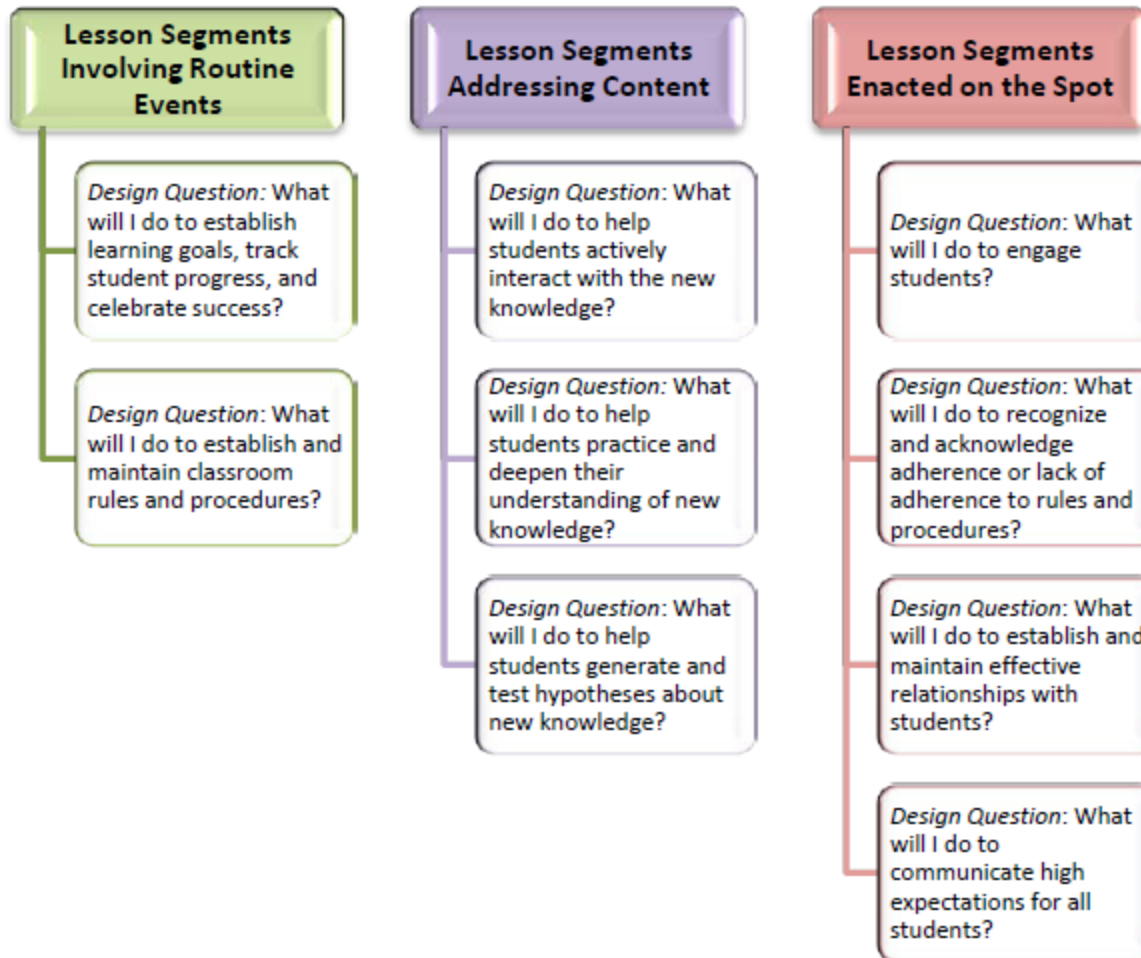 Lesson Segments
Involving Routine
Events
Design Question: What
will I do to establish
learning goals, track
student progress, and
celebrate success?
Design Question: What
will I do to establish and
maintain classroom
rules and procedures?
Lesson Segments
Addressing Content
Design Question: What
will I do to help
students actively
interact with the new
knowledge?
Design Question: What
will I do to help
students practice and
deepen their
understanding of new
knowledge?
Design Question: What
will I do to help
students generate and
test hypotheses about
new knowledge?
Lesson Segments
Enacted on the Spot
Design Question: What
will I do to engage
students?
Design Question: What
will I do to recognize
and acknowledge
adherence or lack of
adherence to rules and
procedures?
Design Question: What
will I do to establish and
maintain effective
relationships with
students?
Design Question: What
will I do to
communicate high
expectations for all
students?